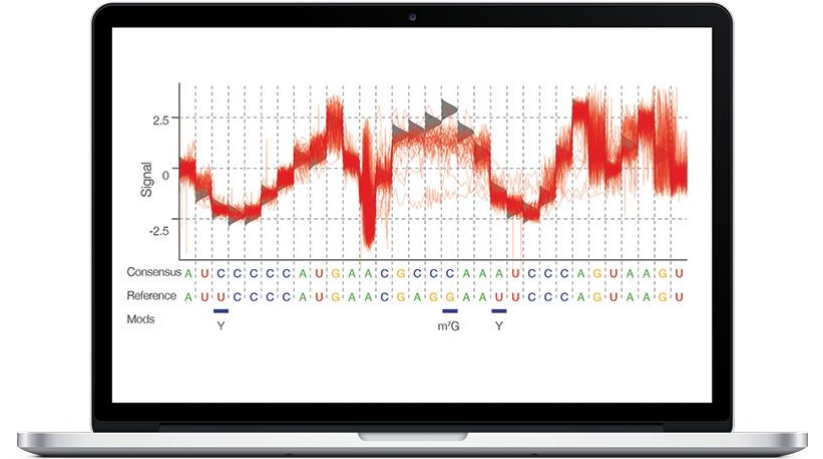 2.5
0
-2.5
Signal
Consensus A U C C C C C A U G A A C G C C C A A A U C C C A G U A A G U
Reference A U U C C C C A U G A A C G A G G A A U U C C C A G U A A G U
Mods Y m⁷G Y